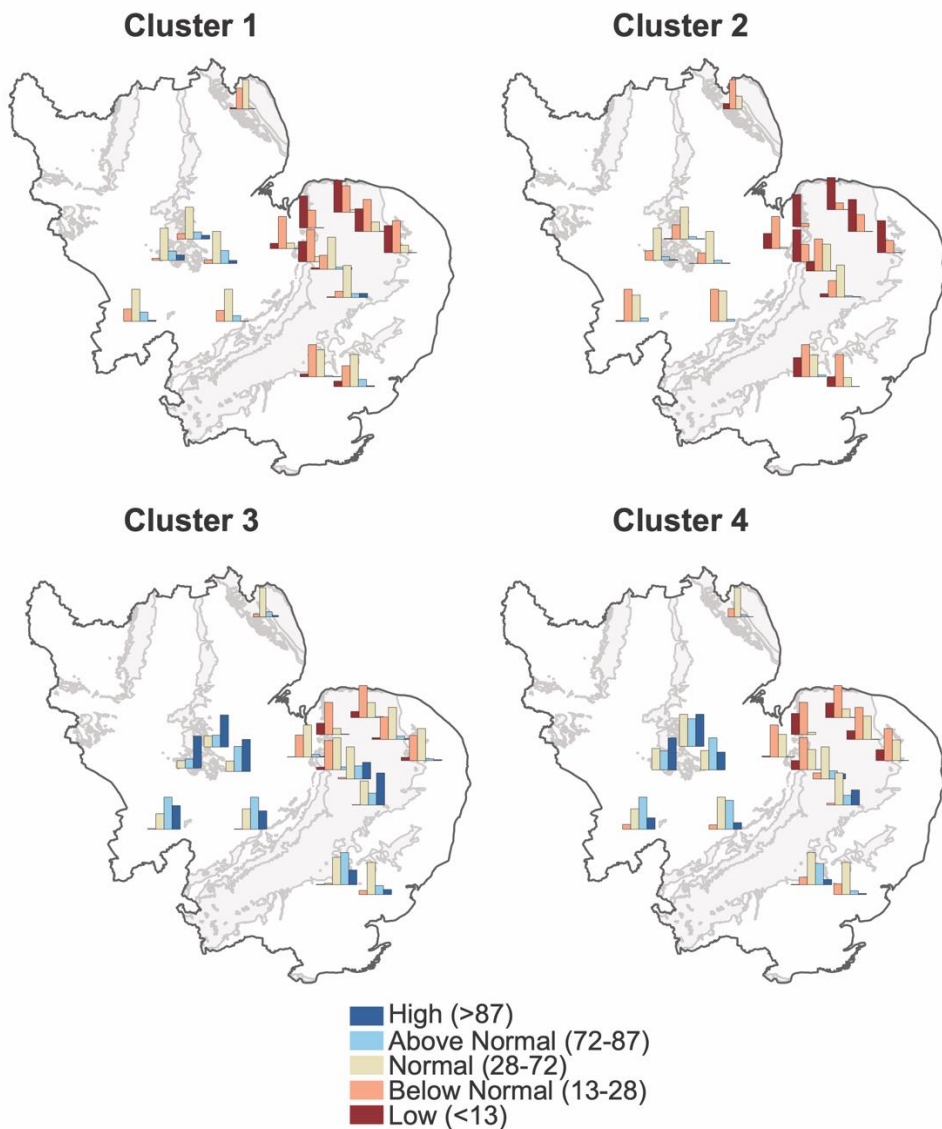 Cluster 1
Cluster 2
Cluster 3
Cluster 4
High (>87)
Above Normal (72-87)
Normal (28-72)
Below Normal (13-28)
Low (<13)